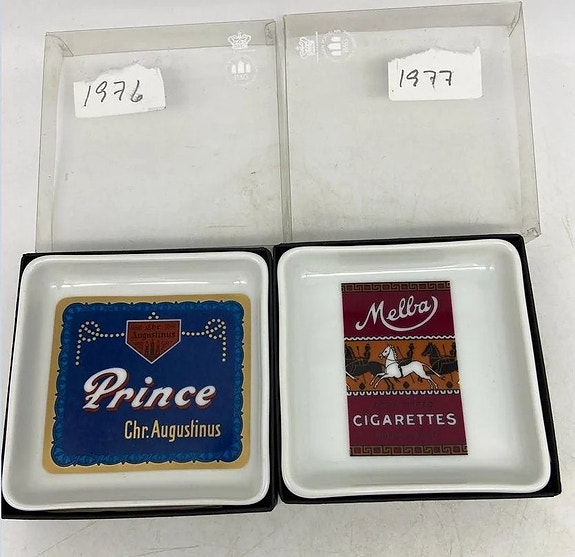 1976
1977
Chr.
Augustinus
Prince
Chr. Augustinus
Melba
CIGARETTES